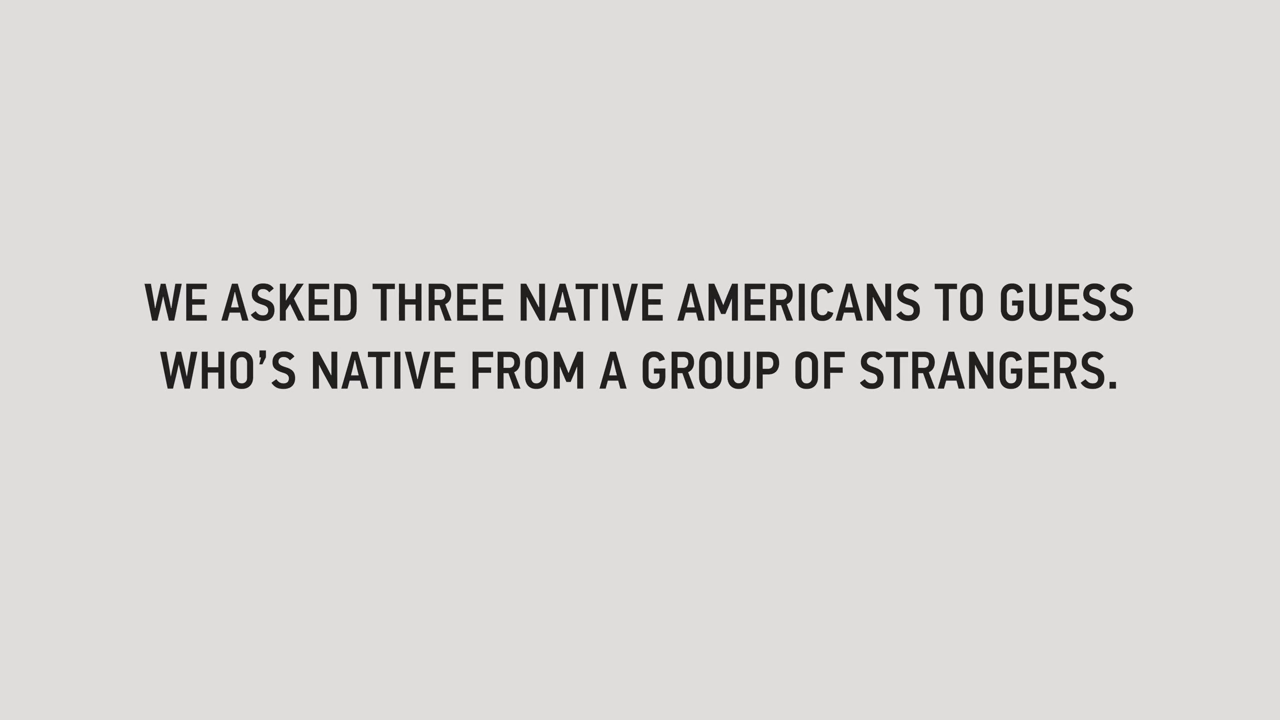 WE ASKED THREE NATIVE AMERICANS TO GUESS
WHO’S NATIVE FROM A GROUP OF STRANGERS.